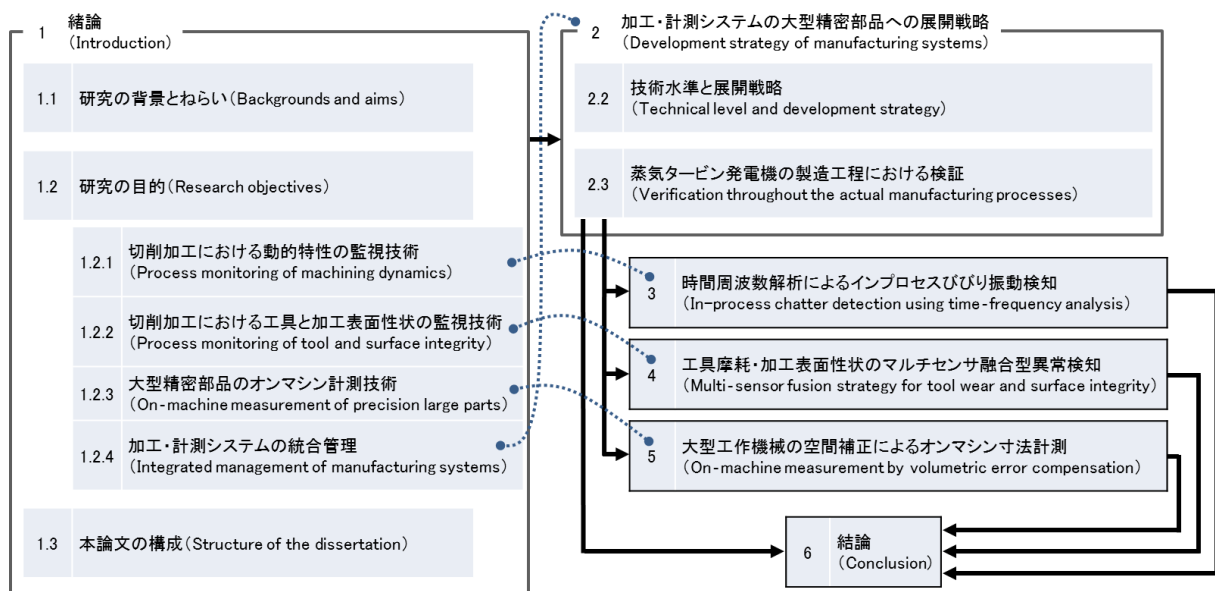 1 緒論
(Introduction)
1.1 研究の背景とねらい(Backgrounds and aims)
1.2 研究の目的(Research objectives)
1.2.1 切削加工における動的特性の監視技術
(Process monitoring of machining dynamics)
1.2.2 切削加工における工具と加工表面性状の監視技術
(Process monitoring of tool and surface integrity)
1.2.3 大型精密部品のオンマシン計測技術
(On-machine measurement of precision large parts)
1.2.4 加工・計測システムの統合管理
(Integrated management of manufacturing systems)
1.3 本論文の構成(Structure of the dissertation)
2 加工・計測システムの大型精密部品への展開戦略
(Development strategy of manufacturing systems)
2.2 技術水準と展開戦略
(Technical level and development strategy)
2.3 蒸気タービン発電機の製造工程における検証
(Verification throughout the actual manufacturing processes)
3 時間周波数解析によるインプロセスびびり振動検知
(In-process chatter detection using time-frequency analysis)
4 工具摩耗・加工表面性状のマルチセンサ融合型異常検知
(Multi-sensor fusion strategy for tool wear and surface integrity)
5 大型工作機械の空間補正によるオンマシン寸法計測
(On-machine measurement by volumetric error compensation)
6 結論
(Conclusion)